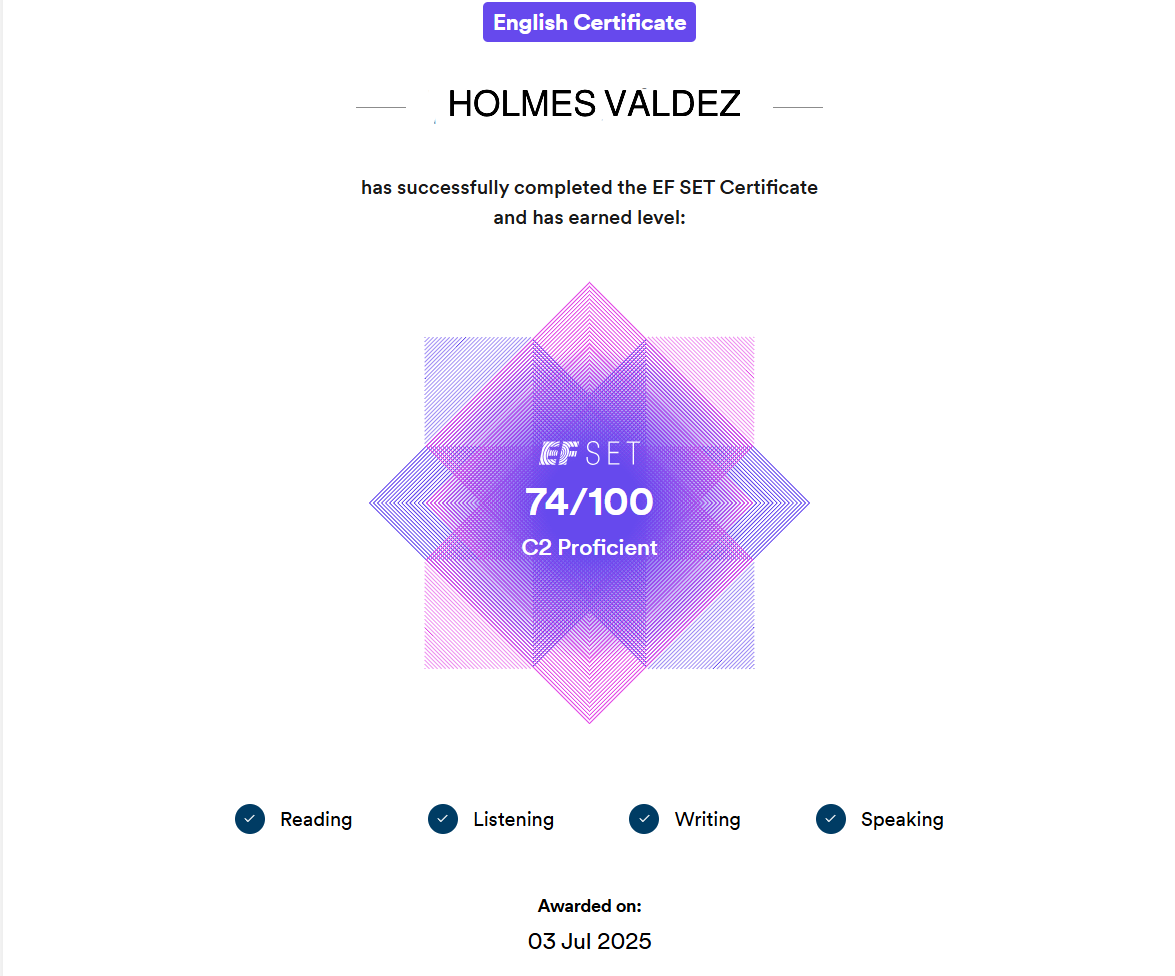 English Certificate
HOLMES VALDEZ
has successfully completed the EF SET Certificate
and has earned level:
EF SET
74/100
C2 Proficient
Reading Listening Writing Speaking
Awarded on:
03 Jul 2025